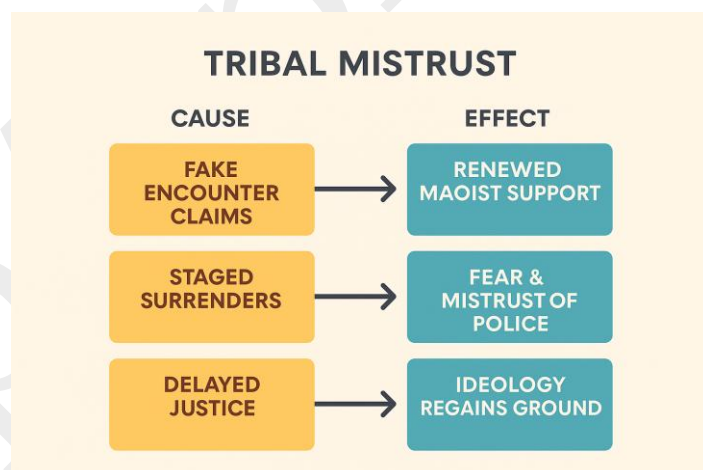 TRIBAL MISTRUST
CAUSE EFFECT
FAKE
ENCOUNTER
CLAIMS
RENEWED
MAOIST SUPPORT
STAGED
SURRENDERS
FEAR &
MISTRUST OF
POLICE
DELAYED
JUSTICE
IDEOLOGY
REGAINS GROUND